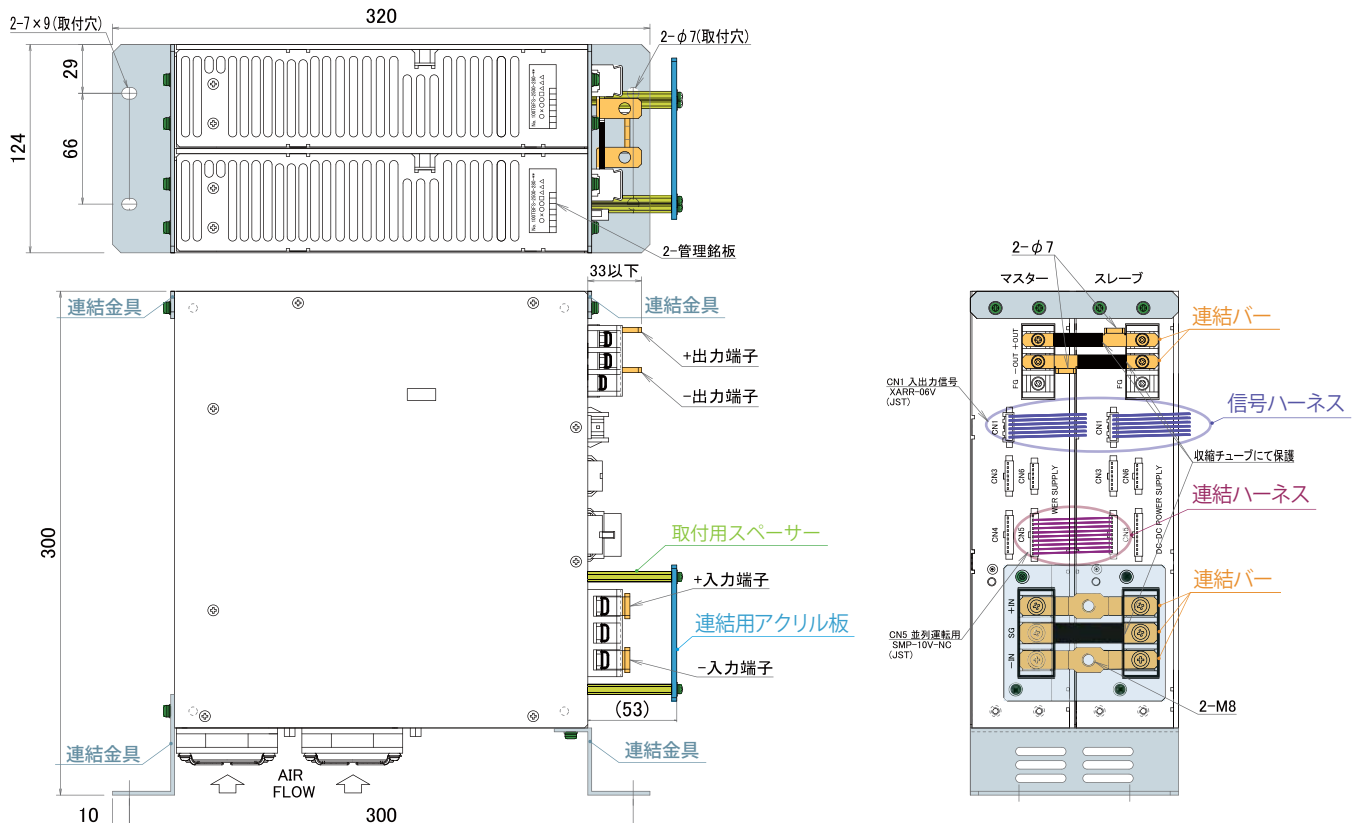 2-7×9(取付穴)
320
2-φ7(取付穴)
29
66
124
2-管理銘板
33以下
連結金具
連結金具
+出力端子
-出力端子
300
取付用スペーサー
+入力端子
連結用アクリル板
-入力端子
(53)
連結金具
連結金具
AIR
FLOW
10
300
2-φ7
マスター
スレーブ
連結バー
+OUT
-OUT
FG
FG
CN1 入出力信号
XARR-06V
(JST)
信号ハーネス
CN1
CN1
収縮チューブにて保護
CN3
CN6
CN3
CN6
WER SUPPLY
DC-DC POWER SUPPLY
連結ハーネス
CN4
CN5
CN5
連結バー
+IN
SG
-IN
CN5 並列運転用
SMP-10V-NC
(JST)
2-M8